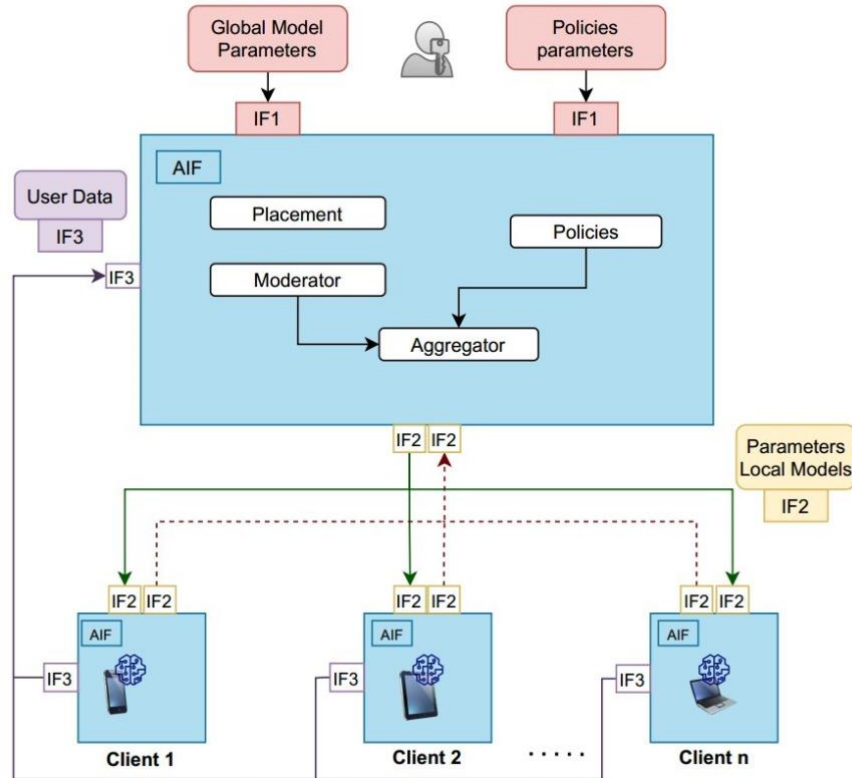 Global Model
Parameters
Policies
parameters
IF1
IF1
AIF
User Data
IF3
Placement
Policies
IF3
Moderator
Aggregator
IF2
IF2
Parameters
Local Models
IF2
IF2
IF2
IF2
IF2
IF2
IF2
AIF
AIF
AIF
IF3
IF3
IF3
Client 1
Client 2
.....
Client n